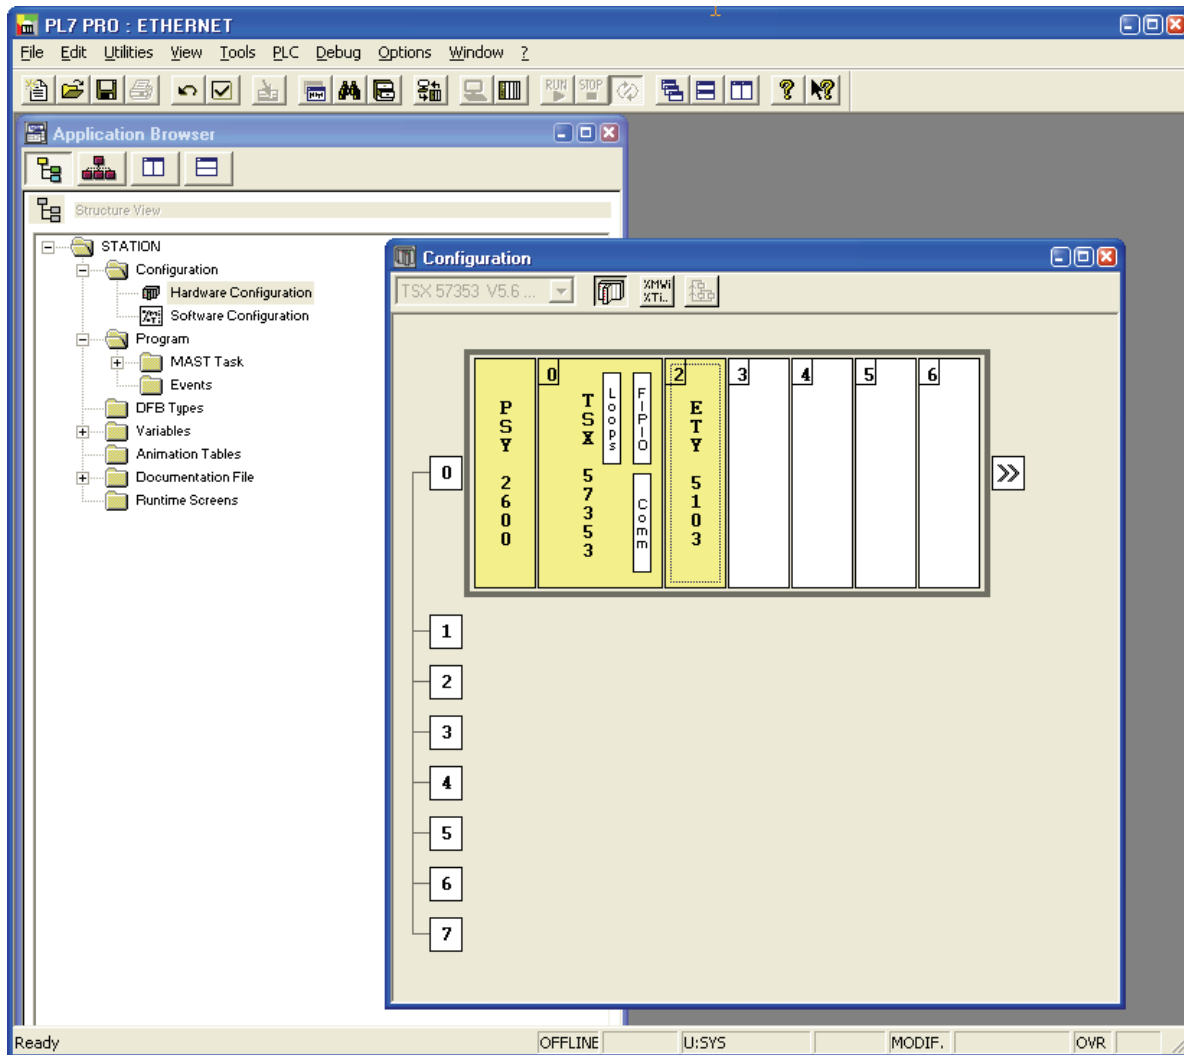 PL7 PRO : ETHERNET
File Edit Utilities View Tools PLC Debug Options Window ?
RUN STOP
Application Browser
Structure View
STATION
Configuration
Hardware Configuration
Software Configuration
Program
MAST Task
Events
DFB Types
Variables
Animation Tables
Documentation File
Runtime Screens
Configuration
TSX 57353 V5.6 ...
%MWi
%Ti..
0 2 3 4 5 6
PSY 2600
TSX 57353
Loops
FIPIO
Comm
ETY 5103
0
1
2
3
4
5
6
7
Ready OFFLINE U:SYS MODIF. OVR